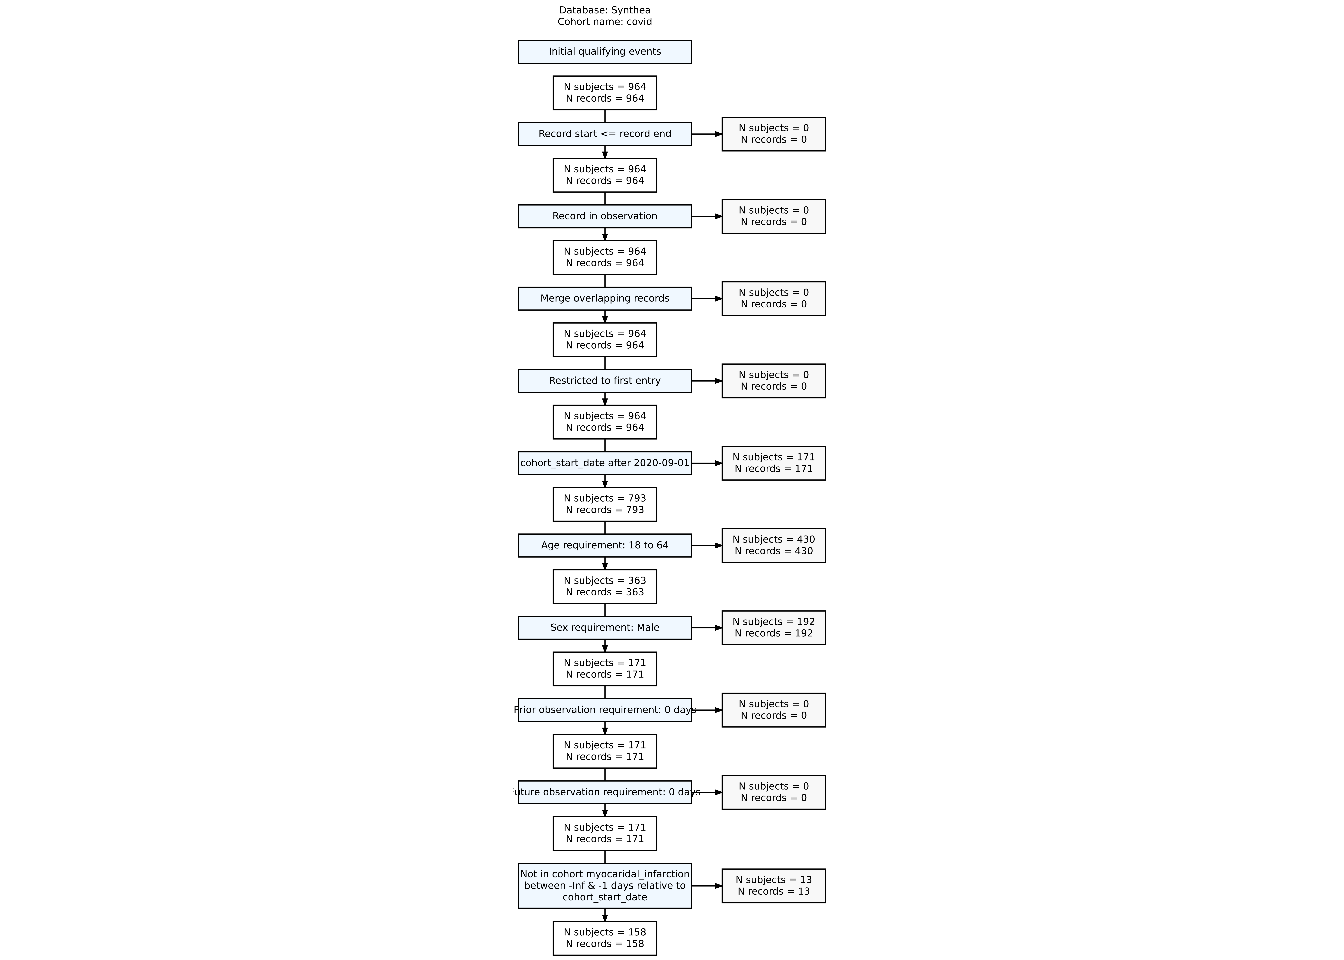 Database: Synthea
Cohort name: covid
Initial qualifying events
N subjects = 964
N records = 964
Record start <= record end
N subjects = 0
N records = 0
N subjects = 964
N records = 964
Record in observation
N subjects = 0
N records = 0
N subjects = 964
N records = 964
Merge overlapping records
N subjects = 0
N records = 0
N subjects = 964
N records = 964
Restricted to first entry
N subjects = 0
N records = 0
N subjects = 964
N records = 964
cohort_start_date after 2020-09-01
N subjects = 171
N records = 171
N subjects = 793
N records = 793
Age requirement: 18 to 64
N subjects = 430
N records = 430
N subjects = 363
N records = 363
Sex requirement: Male
N subjects = 192
N records = 192
N subjects = 171
N records = 171
Prior observation requirement: 0 days
N subjects = 0
N records = 0
N subjects = 171
N records = 171
uture observation requirement: 0 days
N subjects = 0
N records = 0
N subjects = 171
N records = 171
Not in cohort myocaridal_infarction
between -Inf & -1 days relative to
cohort_start_date
N subjects = 13
N records = 13
N subjects = 158
N records = 158